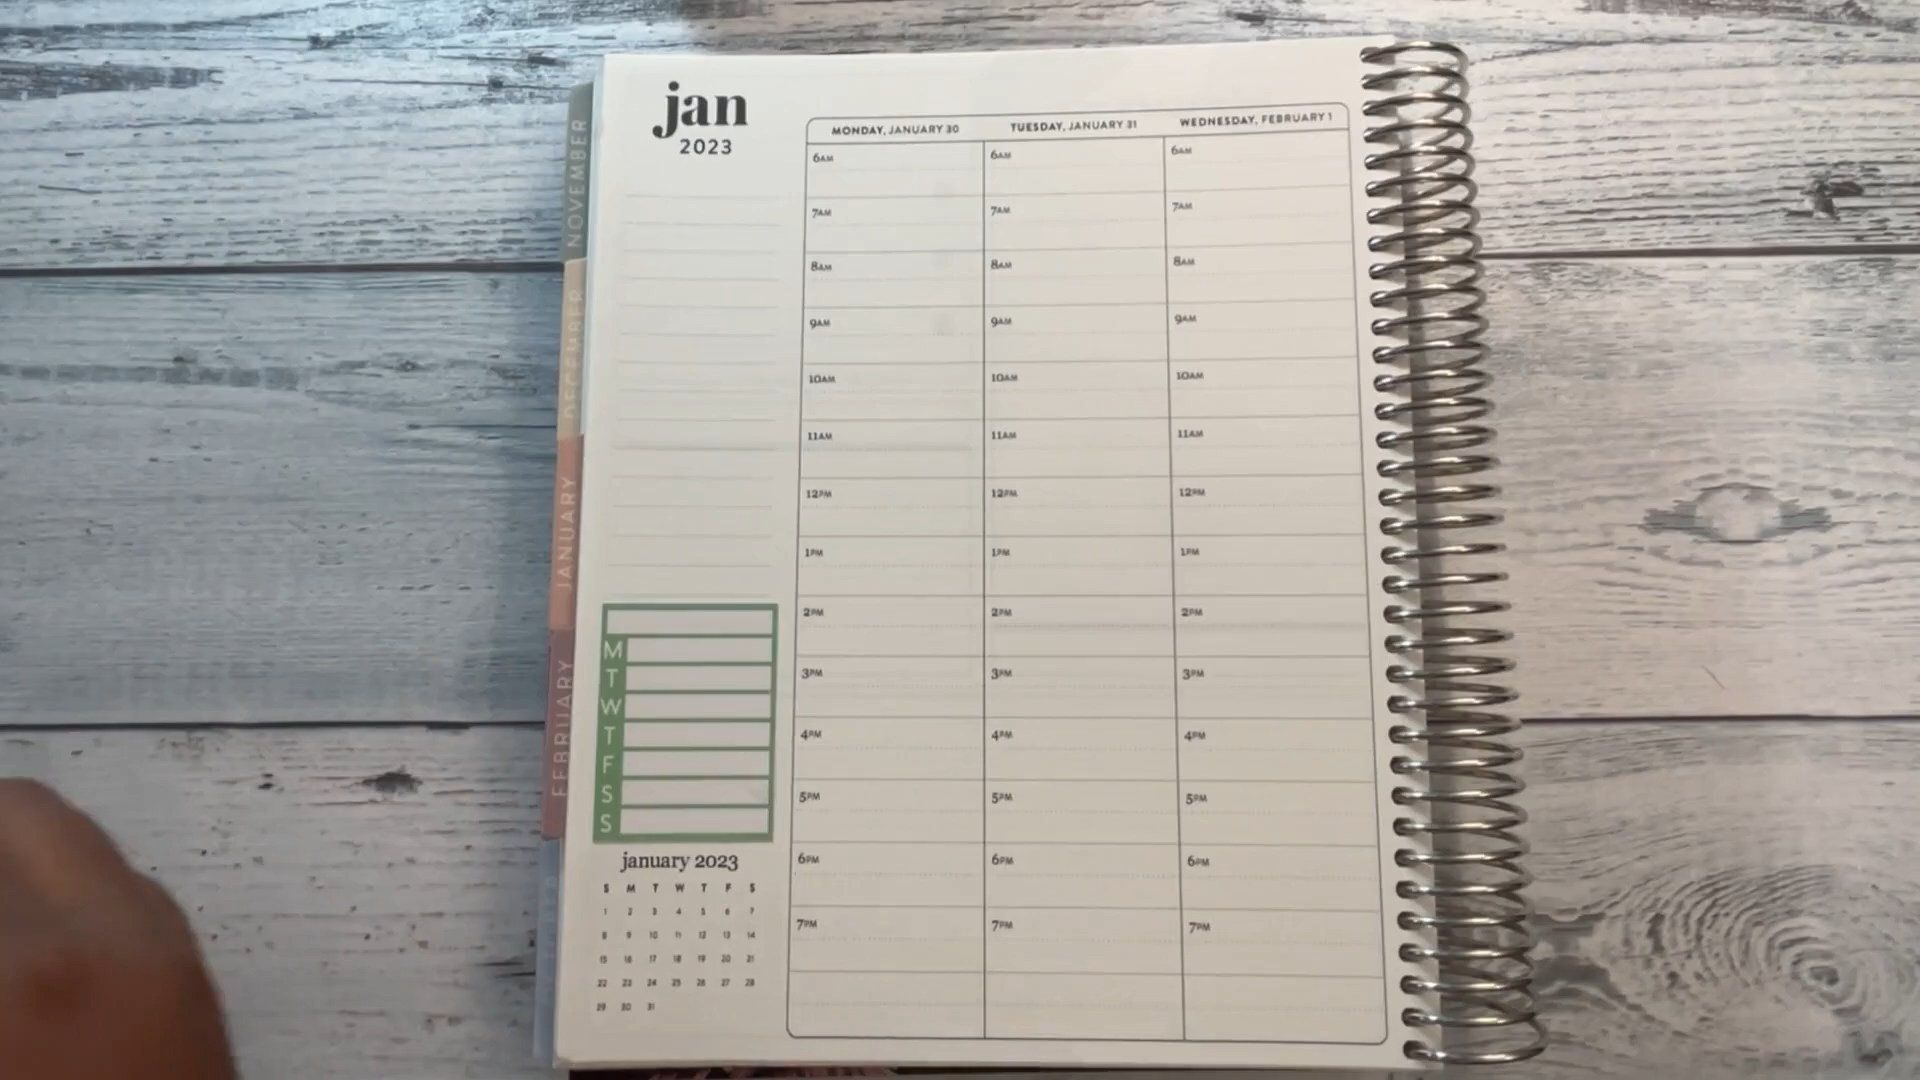 jan
2023
NOVEMBER
DECEMBER
JANUARY
FEBRUARY
MONDAY, JANUARY 30 TUESDAY, JANUARY 31 WEDNESDAY, FEBRUARY 1
6AM 6AM 6AM
7AM 7AM 7AM
8AM 8AM 8AM
9AM 9AM 9AM
10AM 10AM 10AM
11AM 11AM 11AM
12PM 12PM 12PM
1PM 1PM 1PM
2PM 2PM 2PM
3PM 3PM 3PM
4PM 4PM 4PM
5PM 5PM 5PM
6PM 6PM 6PM
7PM 7PM 7PM
M
T
W
T
F
S
S
january 2023
S M T W T F S
1 2 3 4 5 6 7
8 9 10 11 12 13 14
15 16 17 18 19 20 21
22 23 24 25 26 27 28
29 30 31